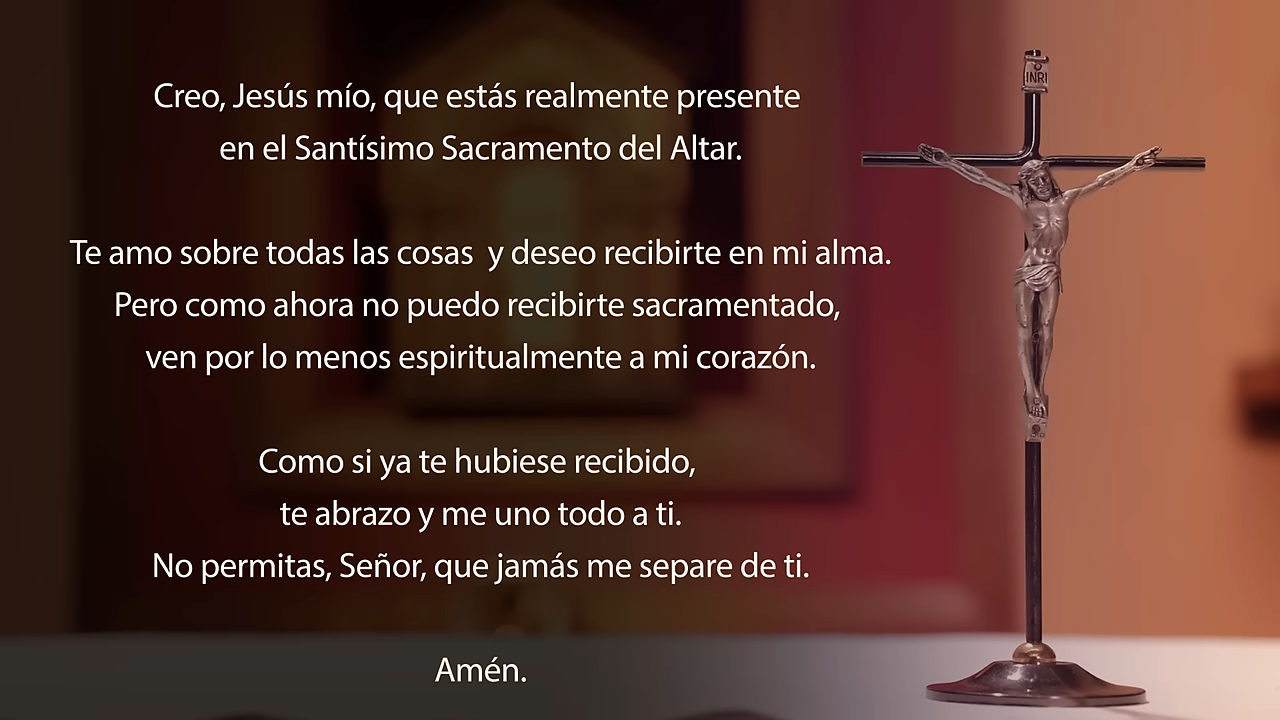 INRI
Creo, Jesús mío, que estás realmente presente
en el Santísimo Sacramento del Altar.
Te amo sobre todas las cosas  y deseo recibirte en mi alma.
Pero como ahora no puedo recibirte sacramentado,
ven por lo menos espiritualmente a mi corazón.
Como si ya te hubiese recibido,
te abrazo y me uno todo a ti.
No permitas, Señor, que jamás me separe de ti.
Amén.